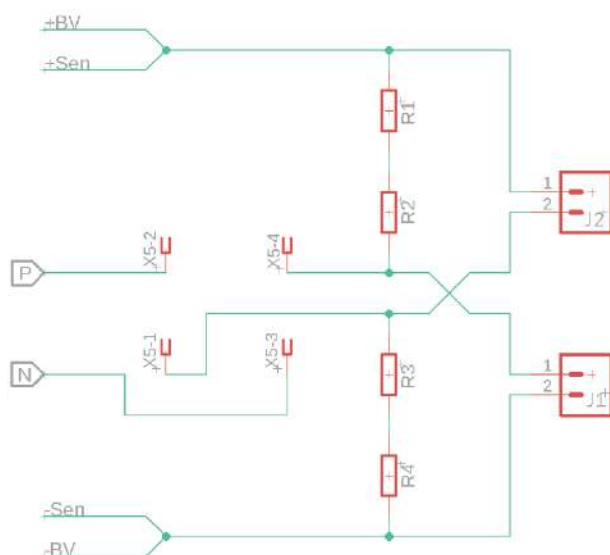 +BV
+Sen
R1
1
2
J2
R2
X5-2
X5-4
P
X5-1
X5-3
N
R3
1
2
J1
R4
-Sen
-BV